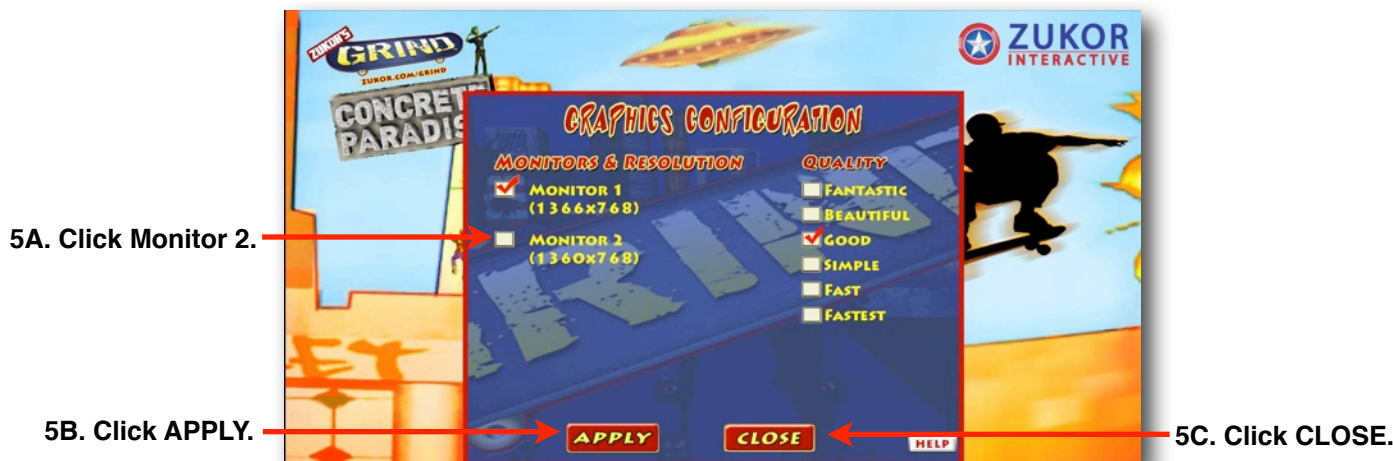 ZUKOR'S
GRIND
ZUKOR.COM/GRIND
CONCRETE
PARADIS
ZUKOR
INTERACTIVE
GRAPHICS CONFIGURATION
MONITORS & RESOLUTION
MONITOR 1
(1366x768)
MONITOR 2
(1360x768)
QUALITY
FANTASTIC
BEAUTIFUL
GOOD
SIMPLE
FAST
FASTEST
GRIND
5A. Click Monitor 2.
5B. Click APPLY.
APPLY
CLOSE
HELP
5C. Click CLOSE.